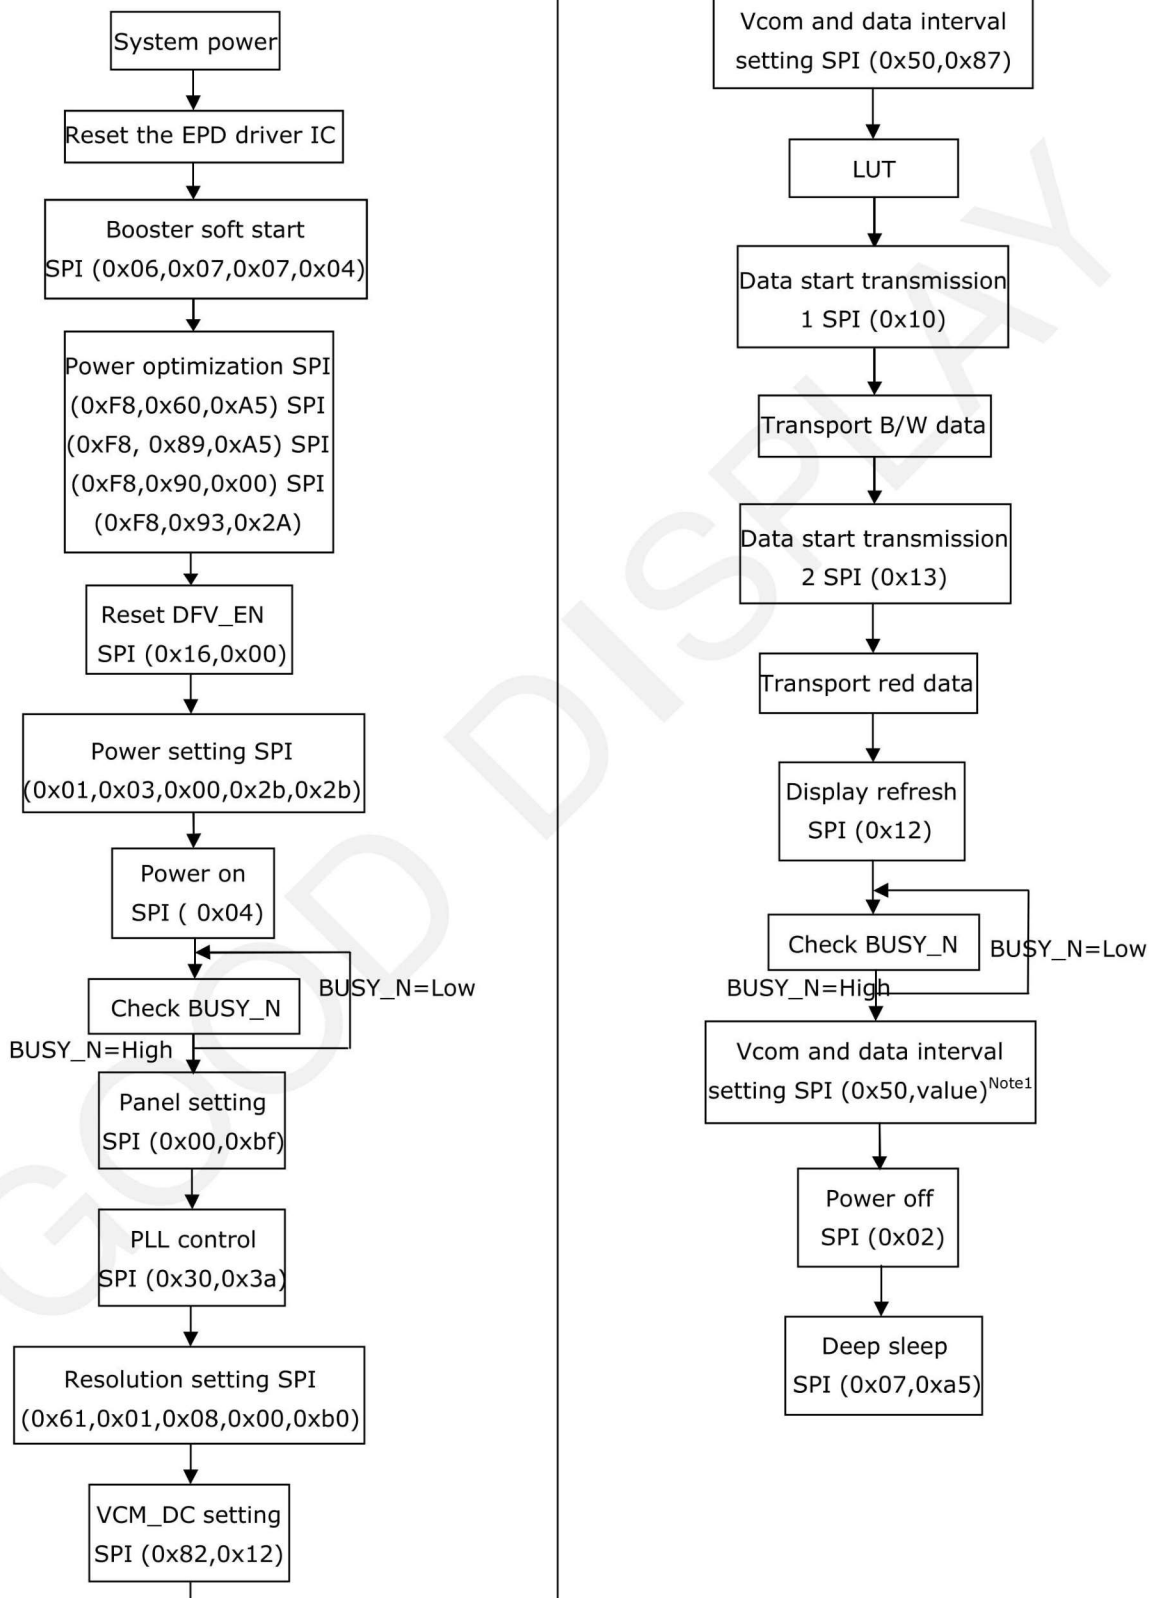 System power
Reset the EPD driver IC
Booster soft start
SPI (0x06,0x07,0x07,0x04)
Power optimization SPI
(0xF8,0x60,0xA5) SPI
(0xF8, 0x89,0xA5) SPI
(0xF8,0x90,0x00) SPI
(0xF8,0x93,0x2A)
Reset DFV_EN
SPI (0x16,0x00)
Power setting SPI
(0x01,0x03,0x00,0x2b,0x2b)
Power on
SPI ( 0x04)
Check BUSY_N
BUSY_N=Low
BUSY_N=High
Panel setting
SPI (0x00,0xbf)
PLL control
SPI (0x30,0x3a)
Resolution setting SPI
(0x61,0x01,0x08,0x00,0xb0)
VCM_DC setting
SPI (0x82,0x12)
Vcom and data interval
setting SPI (0x50,0x87)
LUT
Data start transmission
1 SPI (0x10)
Transport B/W data
Data start transmission
2 SPI (0x13)
Transport red data
Display refresh
SPI (0x12)
Check BUSY_N
BUSY_N=Low
BUSY_N=High
Vcom and data interval
setting SPI (0x50,value)Note1
Power off
SPI (0x02)
Deep sleep
SPI (0x07,0xa5)
GOOD DISPLAY